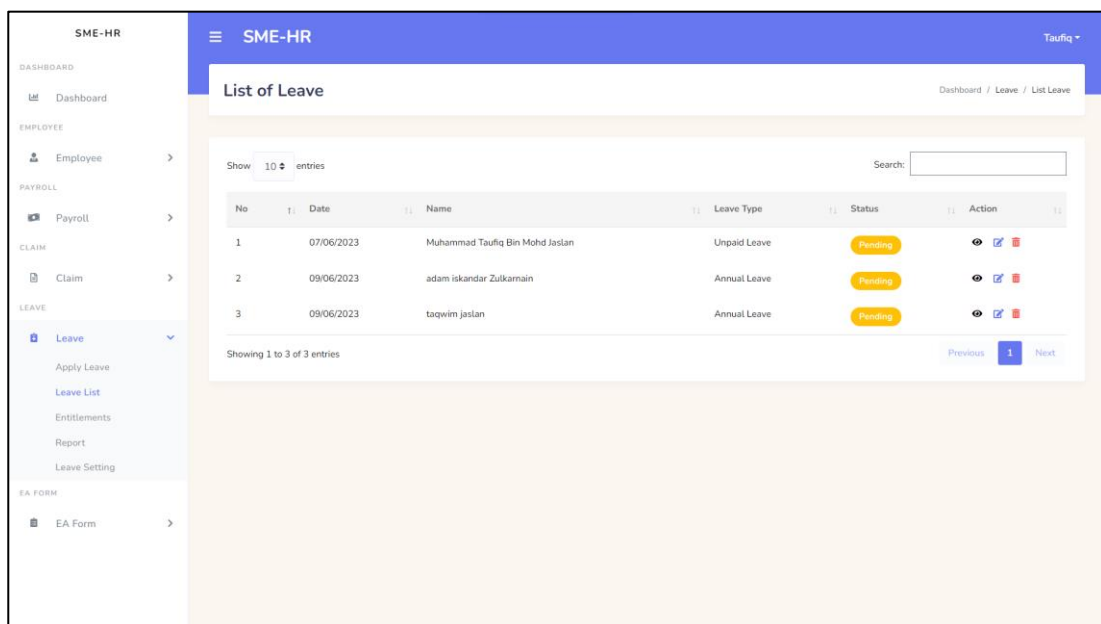 SME-HR
DASHBOARD
Dashboard
EMPLOYEE
Employee
PAYROLL
Payroll
CLAIM
Claim
LEAVE
Leave
Apply Leave
Leave List
Entitlements
Report
Leave Setting
EA FORM
EA Form
SME-HR
Taufiq
List of Leave
Dashboard / Leave / List Leave
Show 10 entries
Search:
No Date Name Leave Type Status Action
1 07/06/2023 Muhammad Taufiq Bin Mohd Jaslan Unpaid Leave Pending
2 09/06/2023 adam iskandar Zulkarnain Annual Leave Pending
3 09/06/2023 taqwim jaslan Annual Leave Pending
Showing 1 to 3 of 3 entries
Previous 1 Next